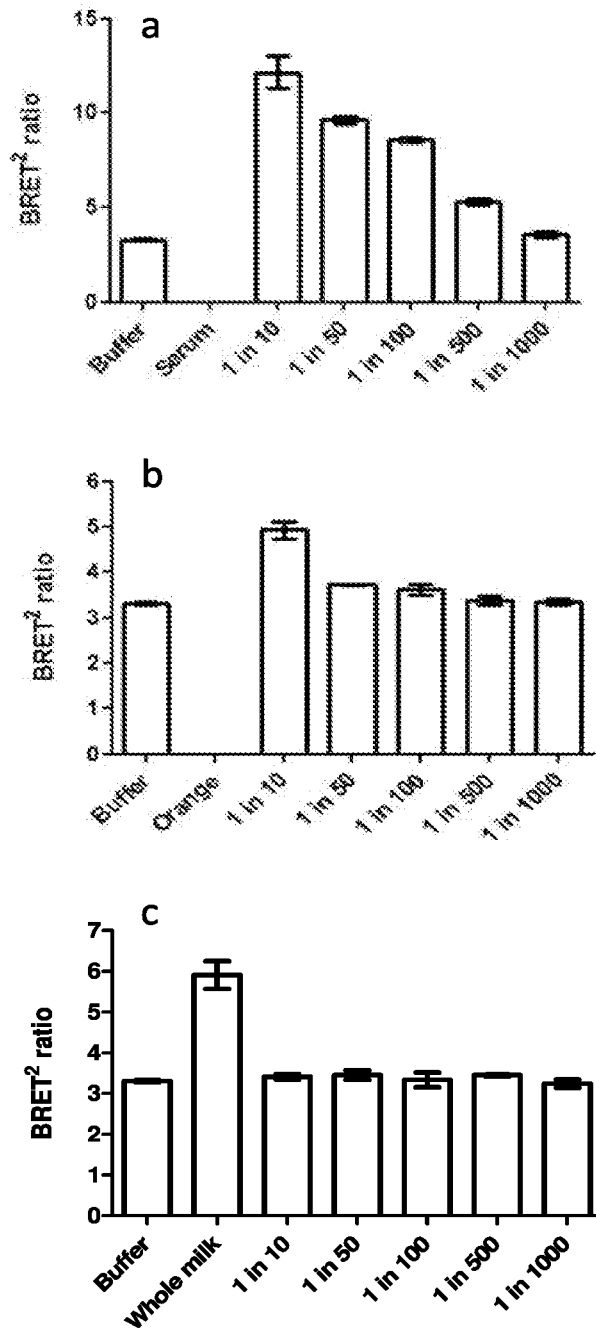 a
BRET² ratio
15
10
5
0
Buffer
Serum
1 in 10
1 in 50
1 in 100
1 in 500
1 in 1000
b
BRET² ratio
6
5
4
3
2
1
0
Buffer
Orange
1 in 10
1 in 50
1 in 100
1 in 500
1 in 1000
c
BRET² ratio
7
6
5
4
3
2
1
0
Buffer
Whole milk
1 in 10
1 in 50
1 in 100
1 in 500
1 in 1000